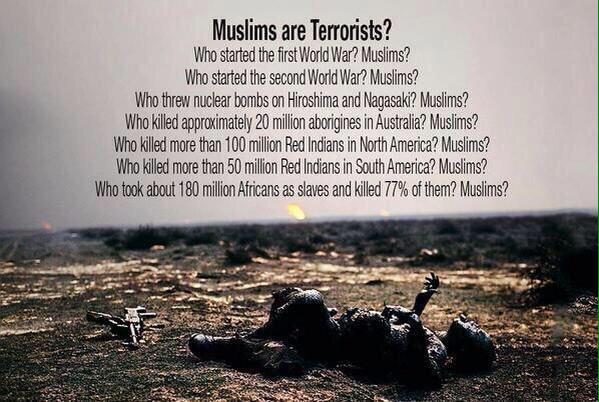 Muslims are Terrorists?
Who started the first World War? Muslims?
Who started the second World War? Muslims?
Who threw nuclear bombs on Hiroshima and Nagasaki? Muslims?
Who killed approximately 20 million aborigines in Australia? Muslims?
Who killed more than 100 million Red Indians in North America? Muslims?
Who killed more than 50 million Red Indians in South America? Muslims?
Who took about 180 million Africans as slaves and killed 77% of them? Muslims?